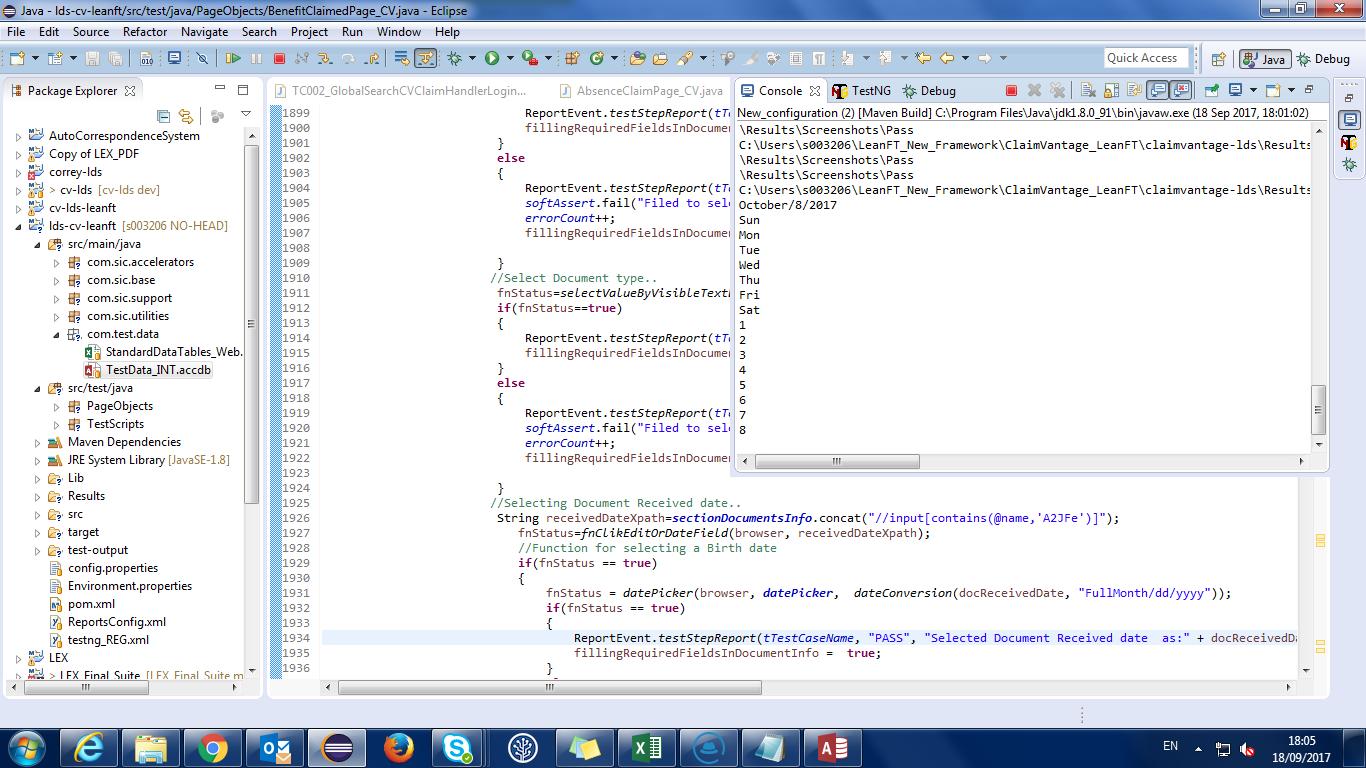 Java - lds-cv-leanft/src/test/java/PageObjects/BenefitClaimedPage_CV.java - Eclipse
File Edit Source Refactor Navigate Search Project Run Window Help
Quick Access
Java
Debug
Package Explorer
AutoCorrespondenceSystem
Copy of LEX_PDF
correy-lds
> cv-lds [cv-lds dev]
cv-lds-leanft
lds-cv-leanft [s003206 NO-HEAD]
src/main/java
com.sic.accelerators
com.sic.base
com.sic.support
com.sic.utilities
com.test.data
StandardDataTables_Web.
TestData_INT.accdb
src/test/java
PageObjects
TestScripts
Maven Dependencies
JRE System Library [JavaSE-1.8]
Lib
Results
src
target
test-output
config.properties
Environment.properties
pom.xml
ReportsConfig.xml
testng_REG.xml
LEX
> LEX_Final_Suite [LEX_Final_Suite m
TC002_GlobalSearchCVClaimHandlerLogin...
AbsenceClaimPage_CV.java
1899 ReportEvent.testStepReport(tT
1900 fillingRequiredFieldsInDocume
1901 }
1902 else
1903 {
1904 ReportEvent.testStepReport(tT
1905 softAssert.fail("Filed to sel
1906 errorCount++;
1907 fillingRequiredFieldsInDocume
1908
1909 }
1910 //Select Document type..
1911 fnStatus=selectValueByVisibleText
1912 if(fnStatus==true)
1913 {
1914 ReportEvent.testStepReport(tT
1915 fillingRequiredFieldsInDocume
1916 }
1917 else
1918 {
1919 ReportEvent.testStepReport(tT
1920 softAssert.fail("Filed to sel
1921 errorCount++;
1922 fillingRequiredFieldsInDocume
1923
1924 }
1925 //Selecting Document Received date..
1926 String receivedDateXpath=sectionDocumentsInfo.concat("//input[contains(@name,'A2JFe')]");
1927 fnStatus=fnClikEditOrDateField(browser, receivedDateXpath);
1928 //Function for selecting a Birth date
1929 if(fnStatus == true)
1930 {
1931 fnStatus = datePicker(browser, datePicker, dateConversion(docReceivedDate, "FullMonth/dd/yyyy"));
1932 if(fnStatus == true)
1933 {
1934 ReportEvent.testStepReport(tTestCaseName, "PASS", "Selected Document Received date as:" + docReceivedDa
1935 fillingRequiredFieldsInDocumentInfo = true;
1936 }
Console
TestNG
Debug
New_configuration (2) [Maven Build] C:\Program Files\Java\jdk1.8.0_91\bin\javaw.exe (18 Sep 2017, 18:01:02)
\Results\Screenshots\Pass
C:\Users\s003206\LeanFT_New_Framework\ClaimVantage_LeanFT\claimvantage-lds\Results
\Results\Screenshots\Pass
\Results\Screenshots\Pass
C:\Users\s003206\LeanFT_New_Framework\ClaimVantage_LeanFT\claimvantage-lds\Results
October/8/2017
Sun
Mon
Tue
Wed
Thu
Fri
Sat
1
2
3
4
5
6
7
8
EN
18:05
18/09/2017